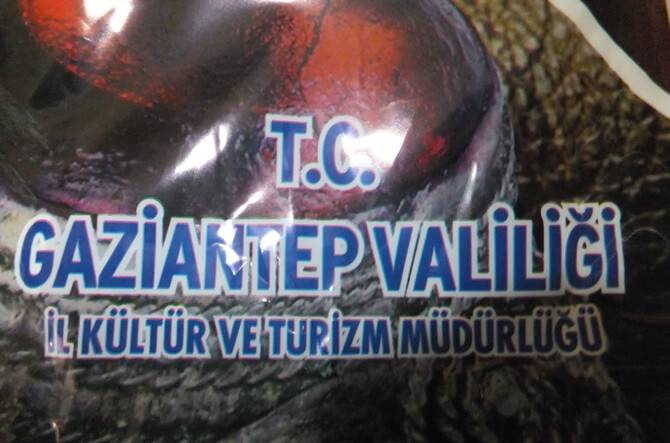 T.C.
GAZİANTEP VALİLİĞİ
İL KÜLTÜR VE TURİZM MÜDÜRLÜĞÜ